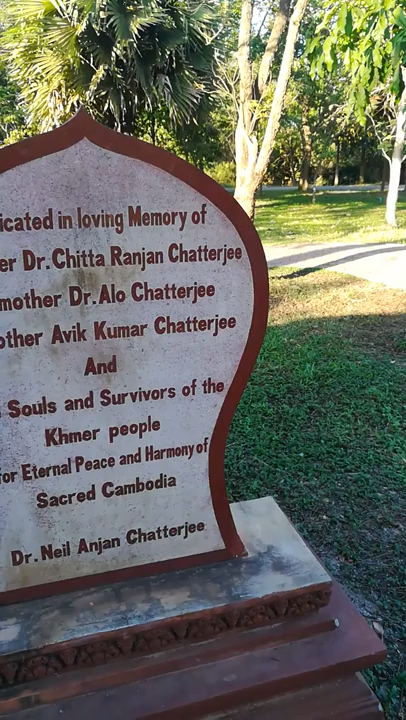 icated in loving Memory of
er Dr. Chitta Ranjan Chatterjee
mother Dr. Alo Chatterjee
other Avik Kumar Chatterjee
And
Souls and Survivors of the
Khmer people
for Eternal Peace and Harmony of
Sacred Cambodia
Dr. Neil Anjan Chatterjee